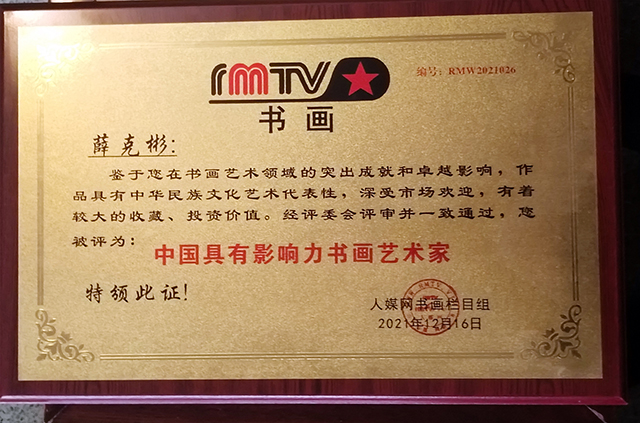 rmTV
编号：RMW2021026
书画
薛克彬：
鉴于您在书画艺术领域的突出成就和卓越影响，作
品具有中华民族文化艺术代表性，深受市场欢迎，有着
较大的收藏、投资价值。经评委会评审并一致通过，您
被评为：中国具有影响力书画艺术家
特颁此证！
人媒网书画栏目组
2021年12月16日